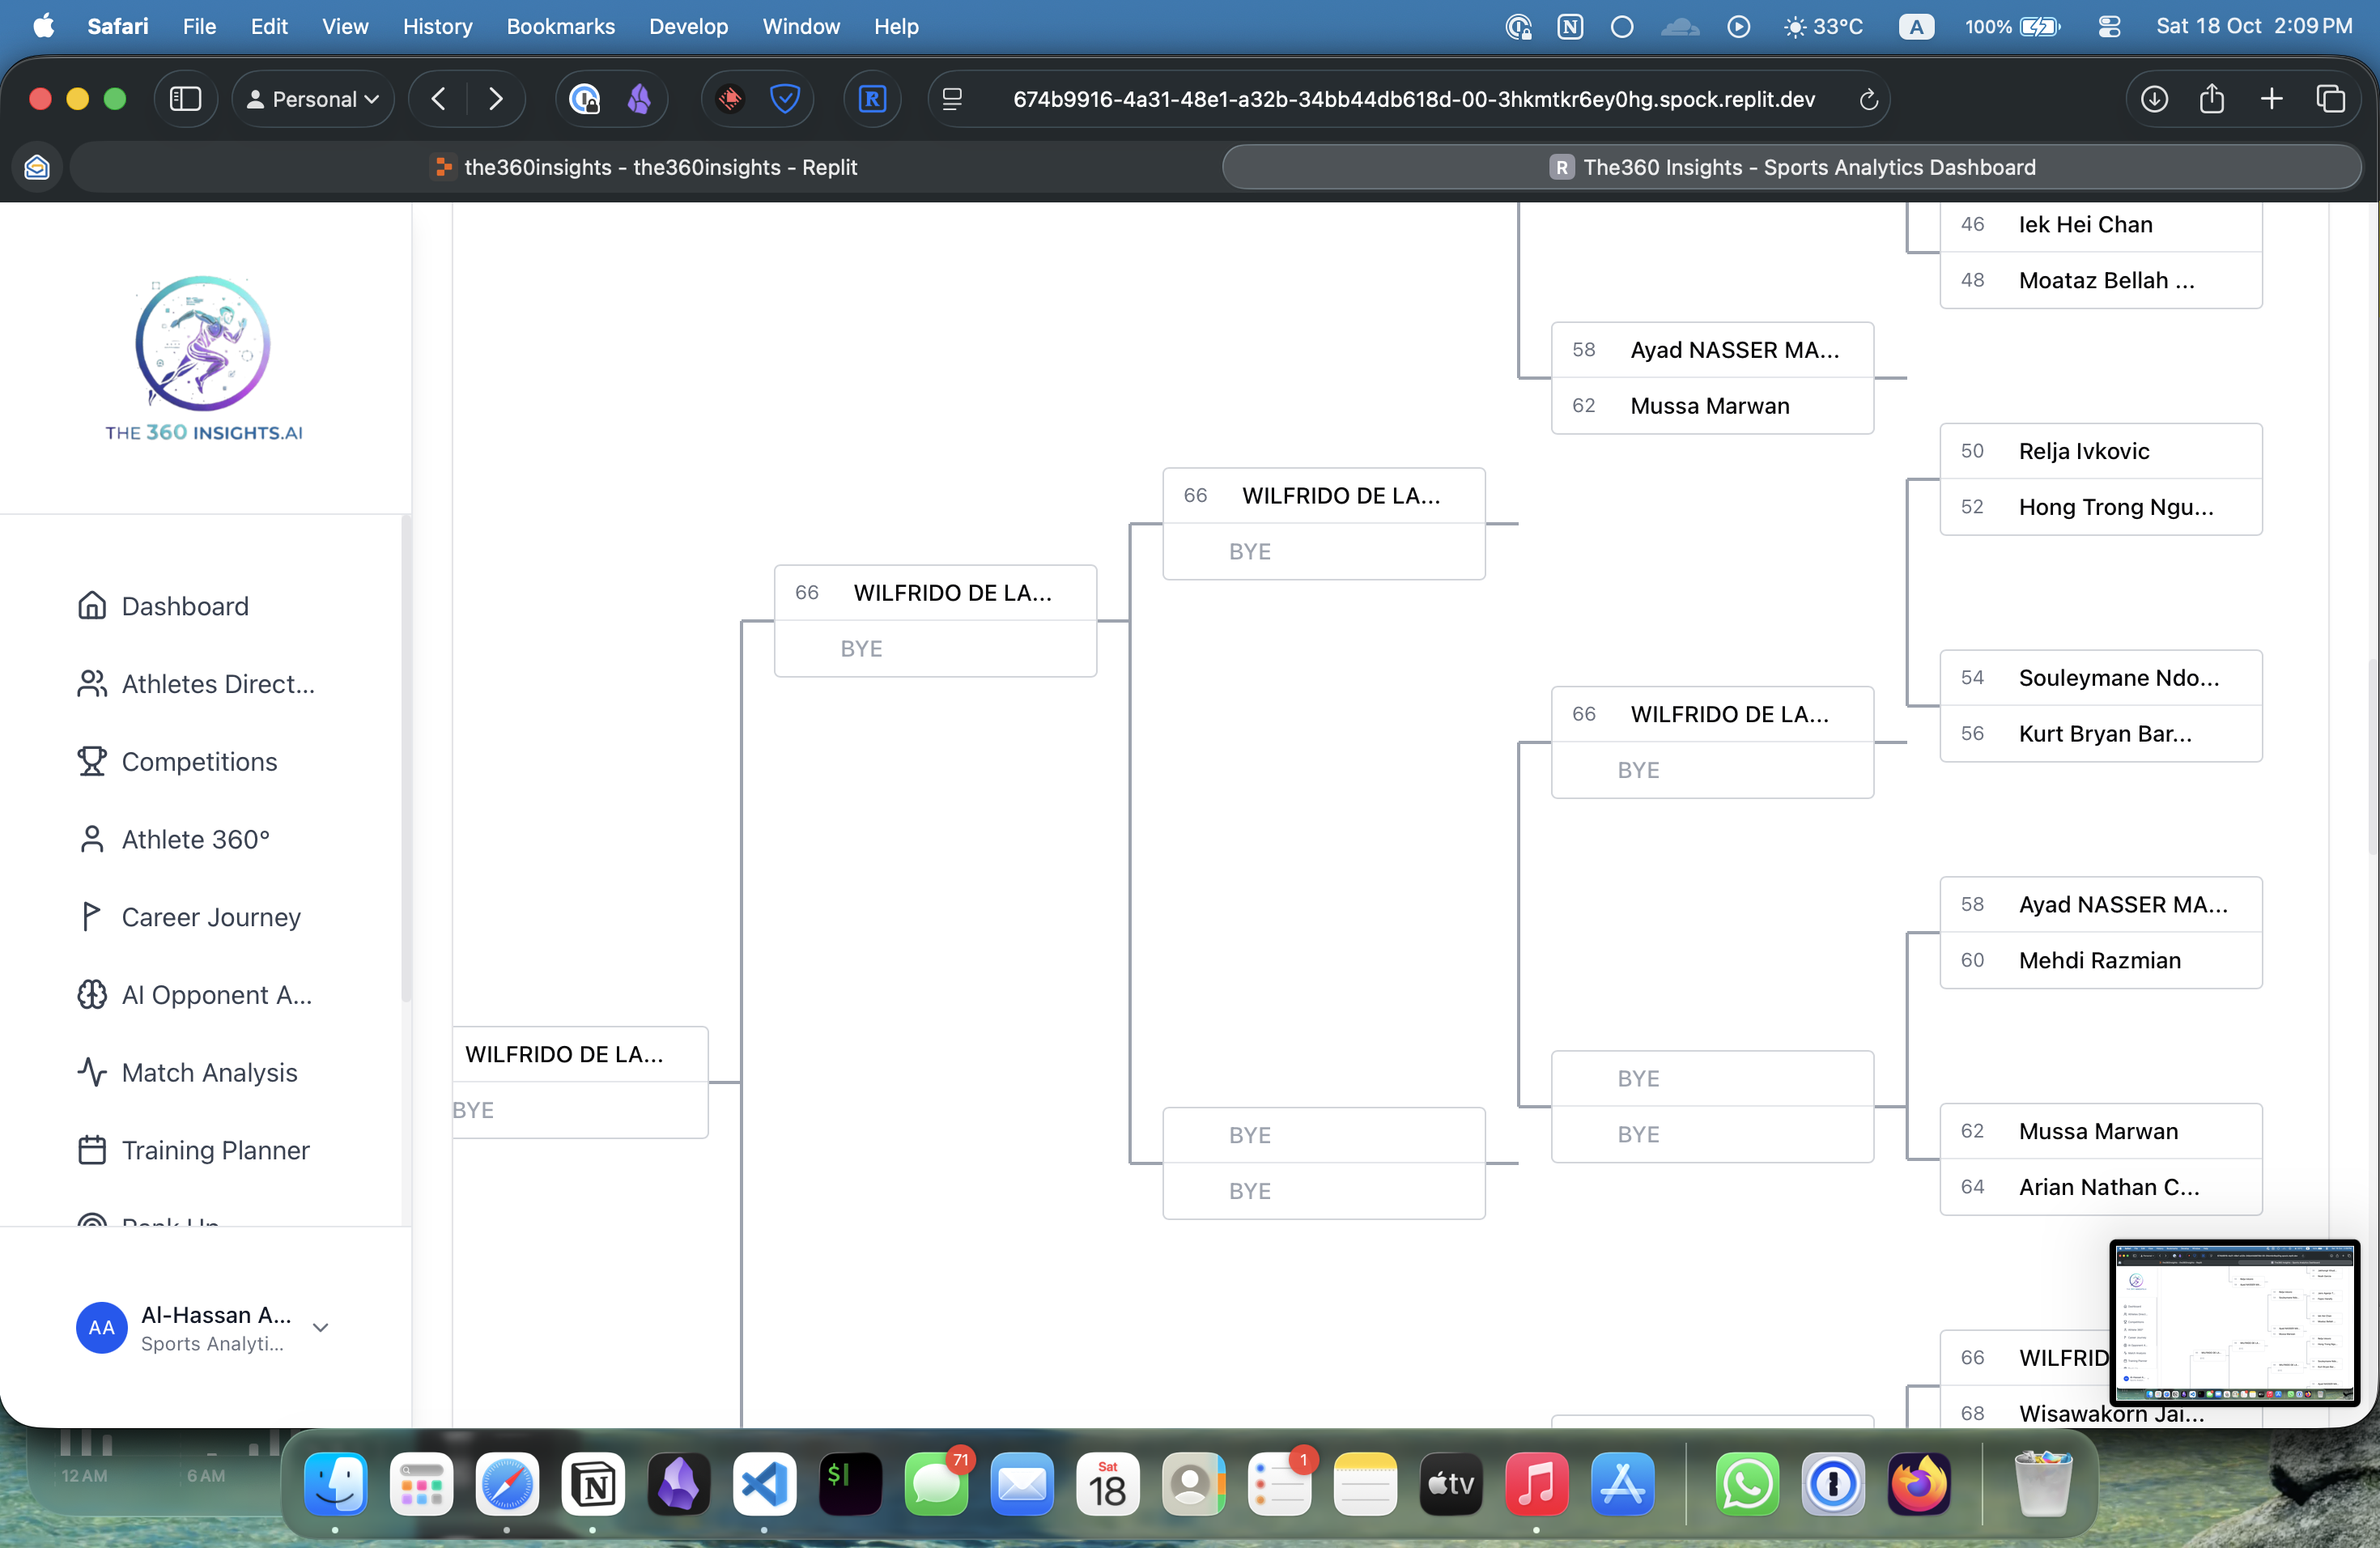 Safari File Edit View History Bookmarks Develop Window Help
33°C A 100% Sat 18 Oct 2:09 PM
Personal 674b9916-4a31-48e1-a32b-34bb44db618d-00-3hkmtkr6ey0hg.spock.replit.dev
the360insights - the360insights - Replit
R The360 Insights - Sports Analytics Dashboard
THE 360 INSIGHTS.AI
Dashboard
Athletes Direct...
Competitions
Athlete 360°
Career Journey
AI Opponent A...
Match Analysis
Training Planner
Rank Up
AA Al-Hassan A...
Sports Analyti...
WILFRIDO DE LA...
BYE
66 WILFRIDO DE LA...
BYE
66 WILFRIDO DE LA...
BYE
BYE
BYE
58 Ayad NASSER MA...
62 Mussa Marwan
66 WILFRIDO DE LA...
BYE
BYE
BYE
46 Iek Hei Chan
48 Moataz Bellah ...
50 Relja Ivkovic
52 Hong Trong Ngu...
54 Souleymane Ndo...
56 Kurt Bryan Bar...
58 Ayad NASSER MA...
60 Mehdi Razmian
62 Mussa Marwan
64 Arian Nathan C...
66 WILFRID
68 Wisawakorn Jai...
12 AM 6 AM
71
Sat
18
1
tv